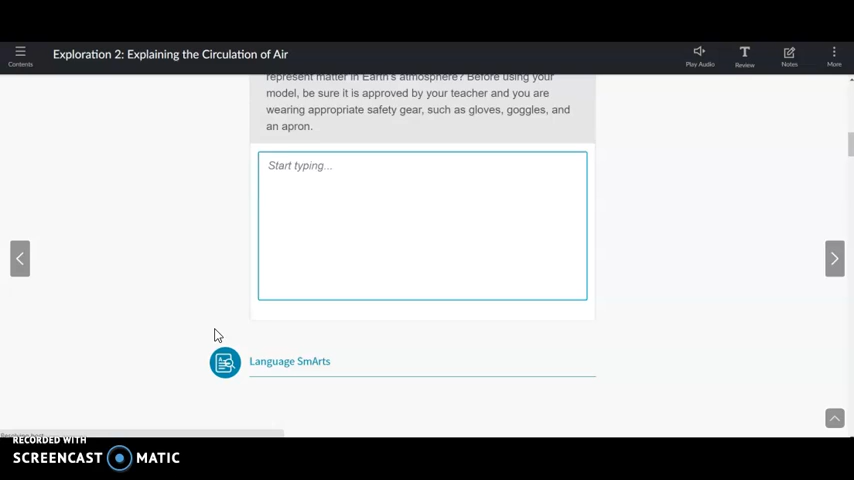 Contents
Exploration 2: Explaining the Circulation of Air
Play Audio
T
Review
Notes
More
represent matter in Earth's atmosphere? Before using your
model, be sure it is approved by your teacher and you are
wearing appropriate safety gear, such as gloves, goggles, and
an apron.
Start typing...
Language SmArts
RECORDED WITH
SCREENCAST MATIC